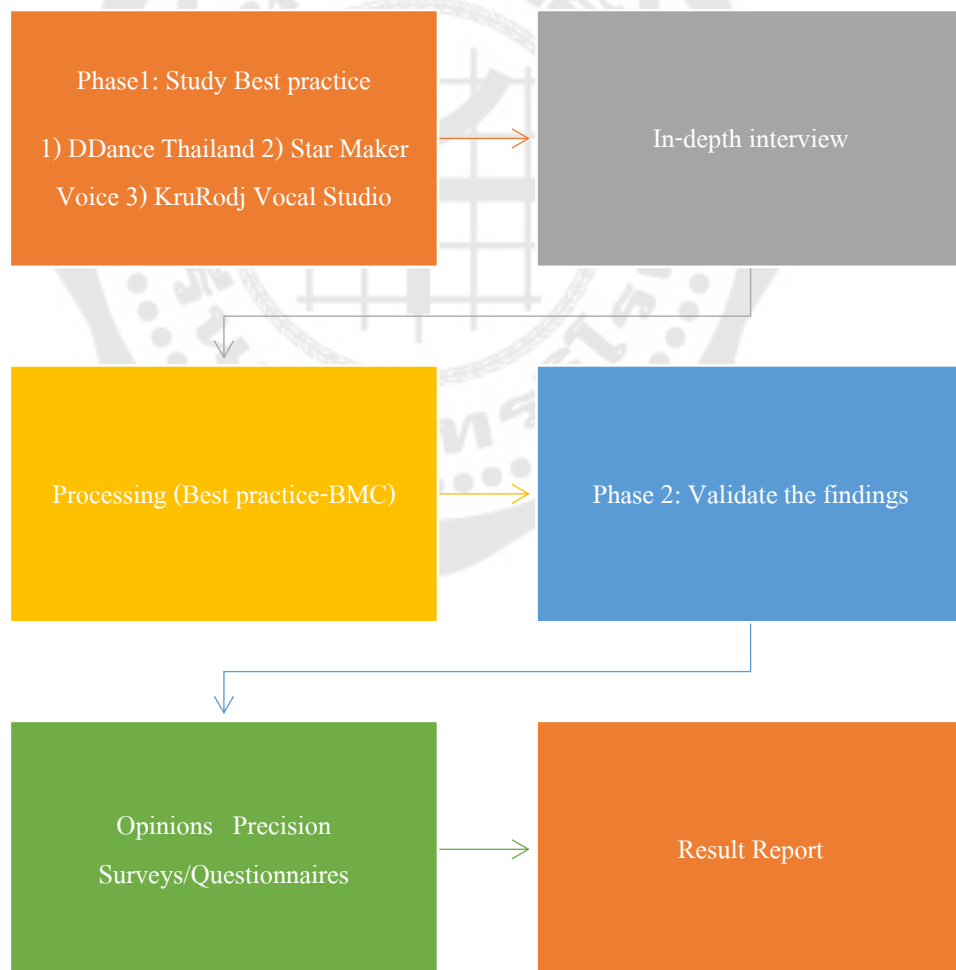 Phase1: Study Best practice
1) DDance Thailand 2) Star Maker
Voice 3) KruRodj Vocal Studio
In-depth interview
Processing (Best practice-BMC)
Phase 2: Validate the findings
Opinions Precision
Surveys/Questionnaires
Result Report